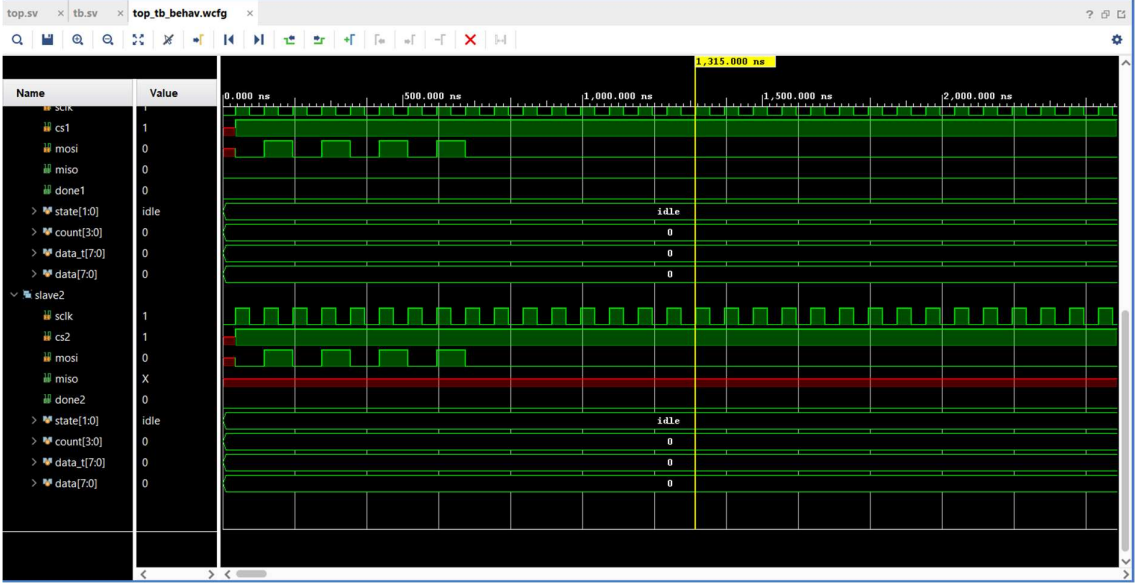 top.sv × tb.sv × top_tb_behav.wcfg × ?
1,315.000 ns
Name Value 0.000 ns 500.000 ns 1,000.000 ns 1,500.000 ns 2,000.000 ns
sclk 1
cs1 1
mosi 0
miso 0
done1 0
> state[1:0] idle idle
> count[3:0] 0 0
> data_t[7:0] 0 0
> data[7:0] 0 0
slave2
sclk 1
cs2 1
mosi 0
miso X
done2 0
> state[1:0] idle idle
> count[3:0] 0 0
> data_t[7:0] 0 0
> data[7:0] 0 0